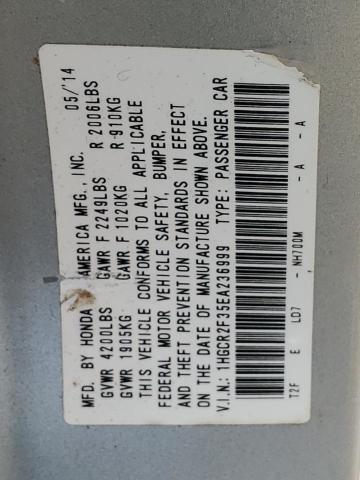 MFD. BY HONDA AMERICA MFG., INC. 05/'14
GVWR 4200LBS GAWR F 2249LBS R 2006LBS
GVWR 1905KG GAWR F 1020KG R 910KG
THIS VEHICLE CONFORMS TO ALL APPLICABLE
FEDERAL MOTOR VEHICLE SAFETY, BUMPER,
AND THEFT PREVENTION STANDARDS IN EFFECT
ON THE DATE OF MANUFACTURE SHOWN ABOVE.
V.I.N.: 1HGCR2F35EA236999 TYPE: PASSENGER CAR
T2F E LD7 - NH700M - A - A